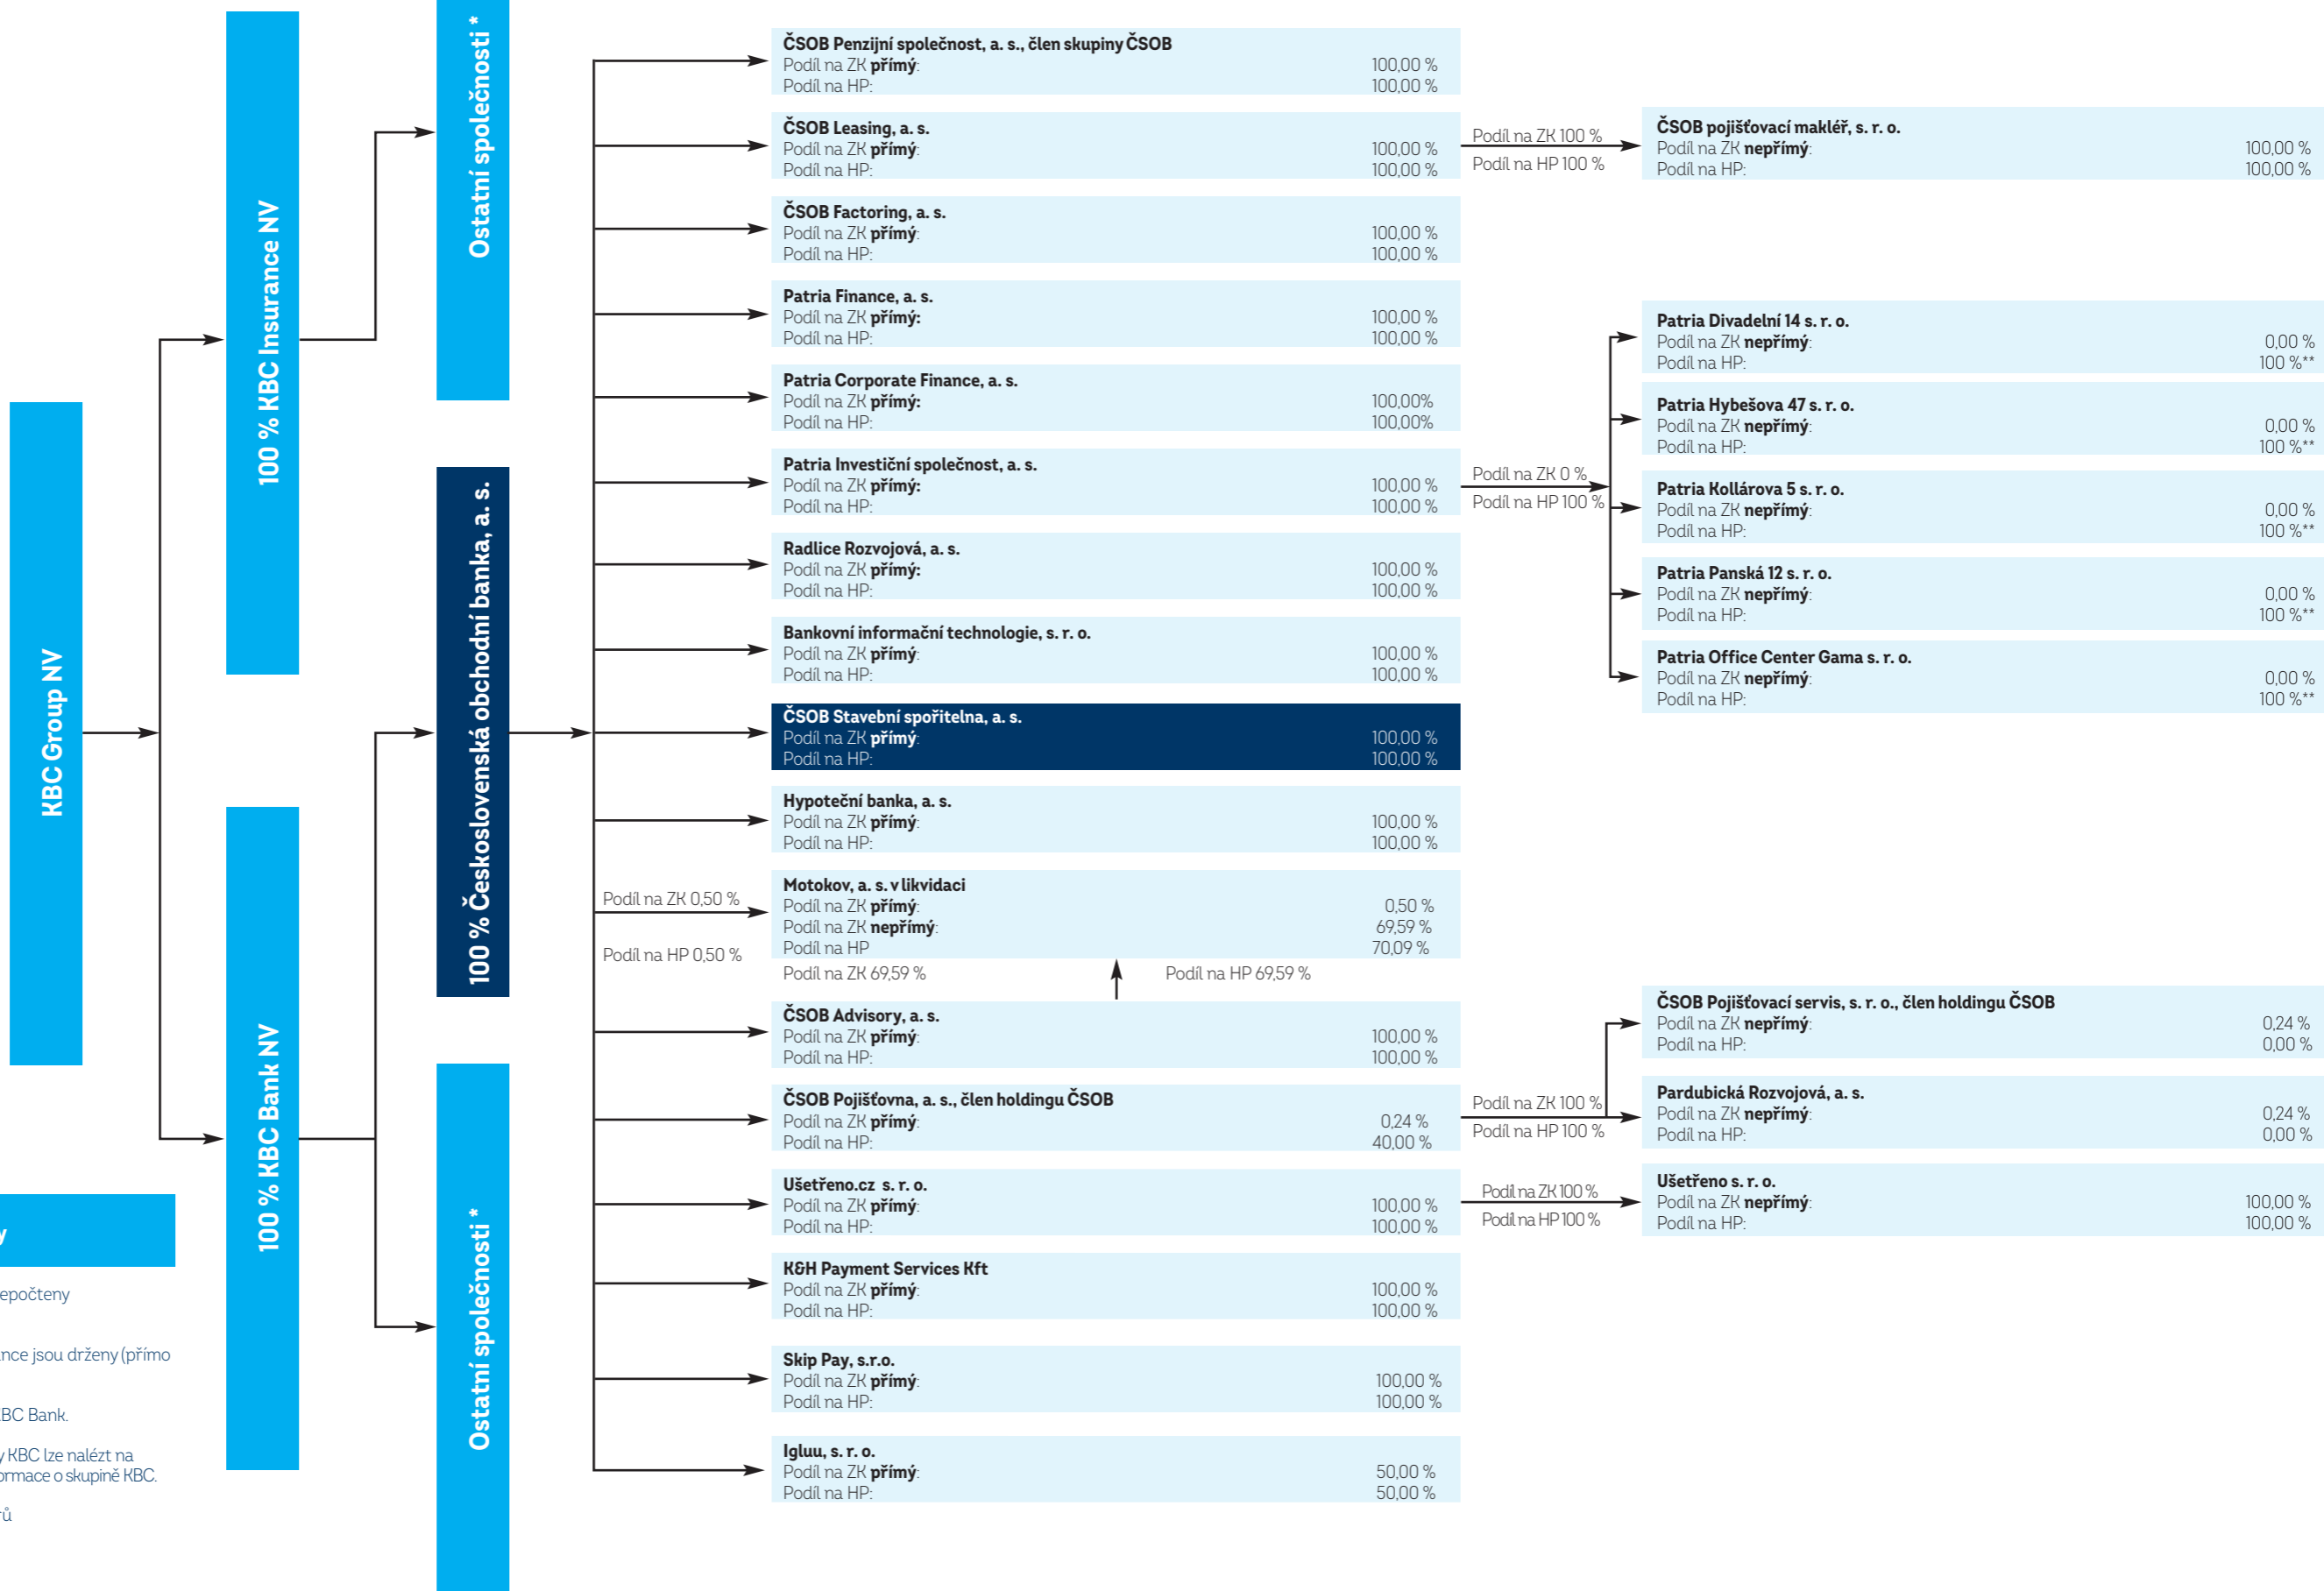 KBC Group NV
100 % KBC Insurance NV
100 % KBC Bank NV
Ostatní společnosti *
100 % Československá obchodní banka, a. s.
Ostatní společnosti *
ČSOB Penzijní společnost, a. s., člen skupiny ČSOB
Podíl na ZK přímý: 100,00 %
Podíl na HP: 100,00 %
ČSOB Leasing, a. s.
Podíl na ZK přímý: 100,00 %
Podíl na HP: 100,00 %
Podíl na ZK 100 %
Podíl na HP 100 %
ČSOB pojišťovací makléř, s. r. o.
Podíl na ZK nepřímý: 100,00 %
Podíl na HP: 100,00 %
ČSOB Factoring, a. s.
Podíl na ZK přímý: 100,00 %
Podíl na HP: 100,00 %
Patria Finance, a. s.
Podíl na ZK přímý: 100,00 %
Podíl na HP: 100,00 %
Patria Corporate Finance, a. s.
Podíl na ZK přímý: 100,00%
Podíl na HP: 100,00%
Patria Investiční společnost, a. s.
Podíl na ZK přímý: 100,00 %
Podíl na HP: 100,00 %
Podíl na ZK 0 %
Podíl na HP 100 %
Patria Divadelní 14 s. r. o.
Podíl na ZK nepřímý: 0,00 %
Podíl na HP: 100 %**
Patria Hybešova 47 s. r. o.
Podíl na ZK nepřímý: 0,00 %
Podíl na HP: 100 %**
Patria Kollárova 5 s. r. o.
Podíl na ZK nepřímý: 0,00 %
Podíl na HP: 100 %**
Patria Panská 12 s. r. o.
Podíl na ZK nepřímý: 0,00 %
Podíl na HP: 100 %**
Patria Office Center Gama s. r. o.
Podíl na ZK nepřímý: 0,00 %
Podíl na HP: 100 %**
Radlice Rozvojová, a. s.
Podíl na ZK přímý: 100,00 %
Podíl na HP: 100,00 %
Bankovní informační technologie, s. r. o.
Podíl na ZK přímý: 100,00 %
Podíl na HP: 100,00 %
ČSOB Stavební spořitelna, a. s.
Podíl na ZK přímý: 100,00 %
Podíl na HP: 100,00 %
Hypoteční banka, a. s.
Podíl na ZK přímý: 100,00 %
Podíl na HP: 100,00 %
Podíl na ZK 0,50 %
Podíl na HP 0,50 %
Motokov, a. s. v likvidaci
Podíl na ZK přímý: 0,50 %
Podíl na ZK nepřímý: 69,59 %
Podíl na HP 70,09 %
Podíl na ZK 69,59 % Podíl na HP 69,59 %
ČSOB Advisory, a. s.
Podíl na ZK přímý: 100,00 %
Podíl na HP: 100,00 %
ČSOB Pojišťovna, a. s., člen holdingu ČSOB
Podíl na ZK přímý: 0,24 %
Podíl na HP: 40,00 %
Podíl na ZK 100 %
Podíl na HP 100 %
ČSOB Pojišťovací servis, s. r. o., člen holdingu ČSOB
Podíl na ZK nepřímý: 0,24 %
Podíl na HP: 0,00 %
Pardubická Rozvojová, a. s.
Podíl na ZK nepřímý: 0,24 %
Podíl na HP: 0,00 %
Ušetřeno.cz s. r. o.
Podíl na ZK přímý: 100,00 %
Podíl na HP: 100,00 %
Podíl na ZK 100 %
Podíl na HP 100 %
Ušetřeno s. r. o.
Podíl na ZK nepřímý: 100,00 %
Podíl na HP: 100,00 %
K&H Payment Services Kft
Podíl na ZK přímý: 100,00 %
Podíl na HP: 100,00 %
Skip Pay, s.r.o.
Podíl na ZK přímý: 100,00 %
Podíl na HP: 100,00 %
Igluu, s. r. o.
Podíl na ZK přímý: 50,00 %
Podíl na HP: 50,00 %
y
epočteny
nce jsou drženy (přímo
BC Bank.
y KBC lze nalézt na
ormace o skupině KBC.
rů